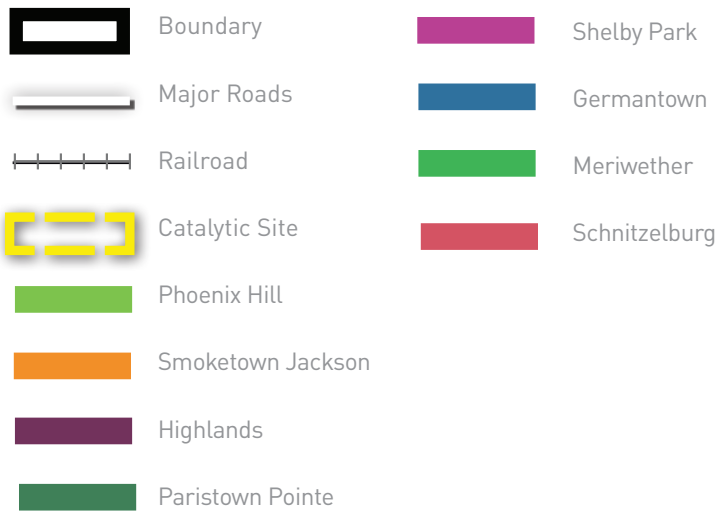 Boundary
Major Roads
Railroad
Catalytic Site
Phoenix Hill
Smoketown Jackson
Highlands
Paristown Pointe
Shelby Park
Germantown
Meriwether
Schnitzelburg